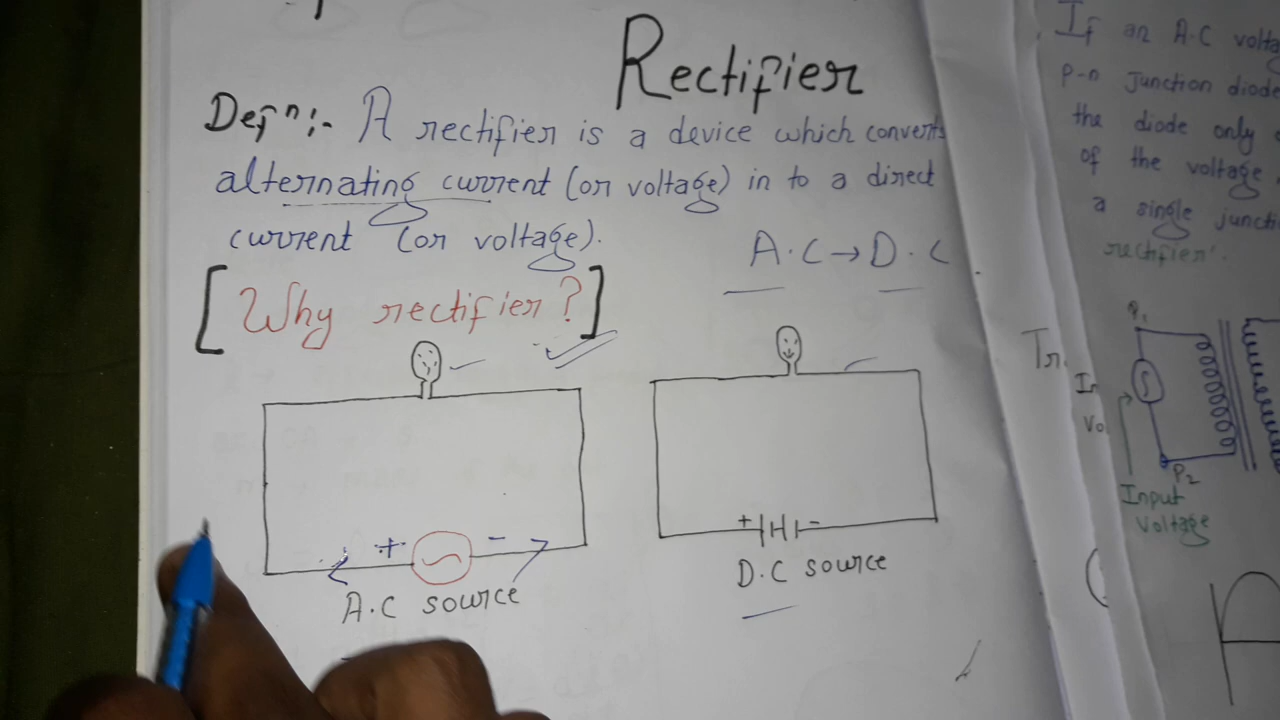 Rectifier
Defn:- A rectifier is a device which converts
alternating current (or voltage) in to a direct
current (or voltage).
A.C → D.C
[Why rectifier?]
+ -
A.C source
+ -
D.C source
If an A.C voltage
p-n junction diode
the diode only
of the voltage
a single juncti
rectifier'.
Tr.
P1
In
Vo
P2
Input
Voltage